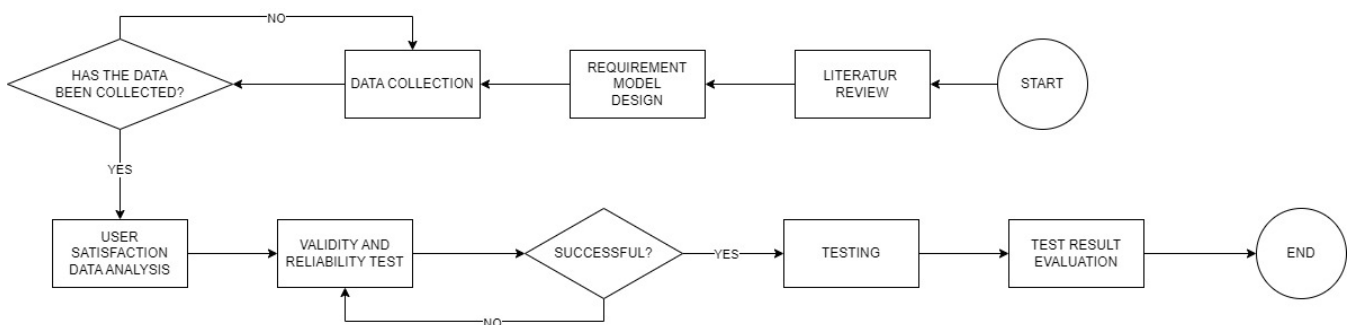 NO
HAS THE DATA
BEEN COLLECTED?
DATA COLLECTION
REQUIREMENT
MODEL
DESIGN
LITERATUR
REVIEW
START
YES
USER
SATISFACTION
DATA ANALYSIS
VALIDITY AND
RELIABILITY TEST
SUCCESSFUL?
YES
TESTING
TEST RESULT
EVALUATION
END
NO